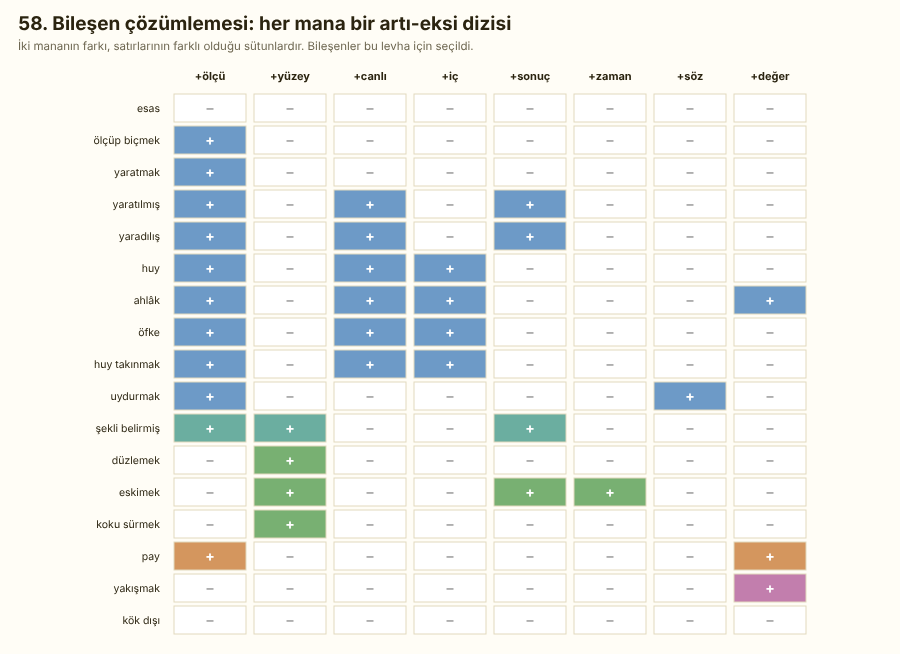 58. Bileşen çözümlemesi: her mana bir artı-eksi dizisi
İki mananın farkı, satırlarının farklı olduğu sütunlardır. Bileşenler bu levha için seçildi.
+ölçü +yüzey +canlı +iç +sonuç +zaman +söz +değer
esas – – – – – – – –
ölçüp biçmek + – – – – – – –
yaratmak + – – – – – – –
yaratılmış + – + – + – – –
yaradılış + – + – + – – –
huy + – + + – – – –
ahlâk + – + + – – – +
öfke + – + + – – – –
huy takınmak + – + + – – – –
uydurmak + – – – – – + –
şekli belirmiş + + – – + – – –
düzlemek – + – – – – – –
eskimek – + – – + + – –
koku sürmek – + – – – – – –
pay + – – – – – – +
yakışmak – – – – – – – +
kök dışı – – – – – – – –